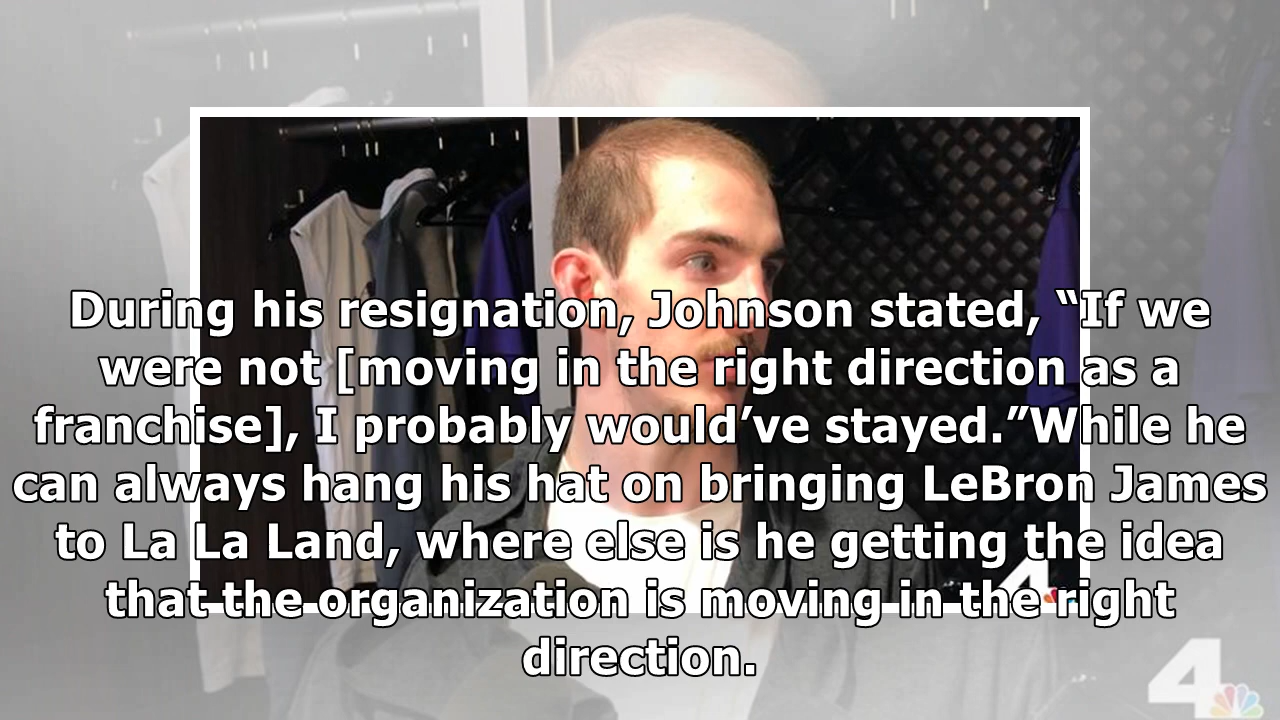 During his resignation, Johnson stated, “If we
were not [moving in the right direction as a
franchise], I probably would’ve stayed.”While he
can always hang his hat on bringing LeBron James
to La La Land, where else is he getting the idea
that the organization is moving in the right
direction.
4
4